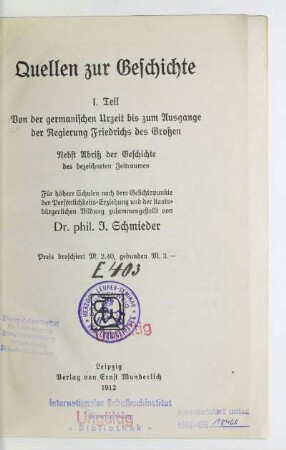 Quellen zur Geschichte
I. Teil
Von der germanischen Urzeit bis zum Ausgange
der Regierung Friedrichs des Großen
Nebst Abriß der Geschichte
des bezeichneten Zeitraumes
Für höhere Schulen nach dem Gesichtspunkte
der Persönlichkeits-Erziehung und der staats-
bürgerlichen Bildung zusammengestellt von
Dr. phil. J. Schmieder
Preis broschiert M. 2.40, gebunden M. 3.—
E 403
Leipzig
Verlag von Ernst Wunderlich
1912
Internationales Schulbuchinstitut
Ungültig
- Bibliothek -